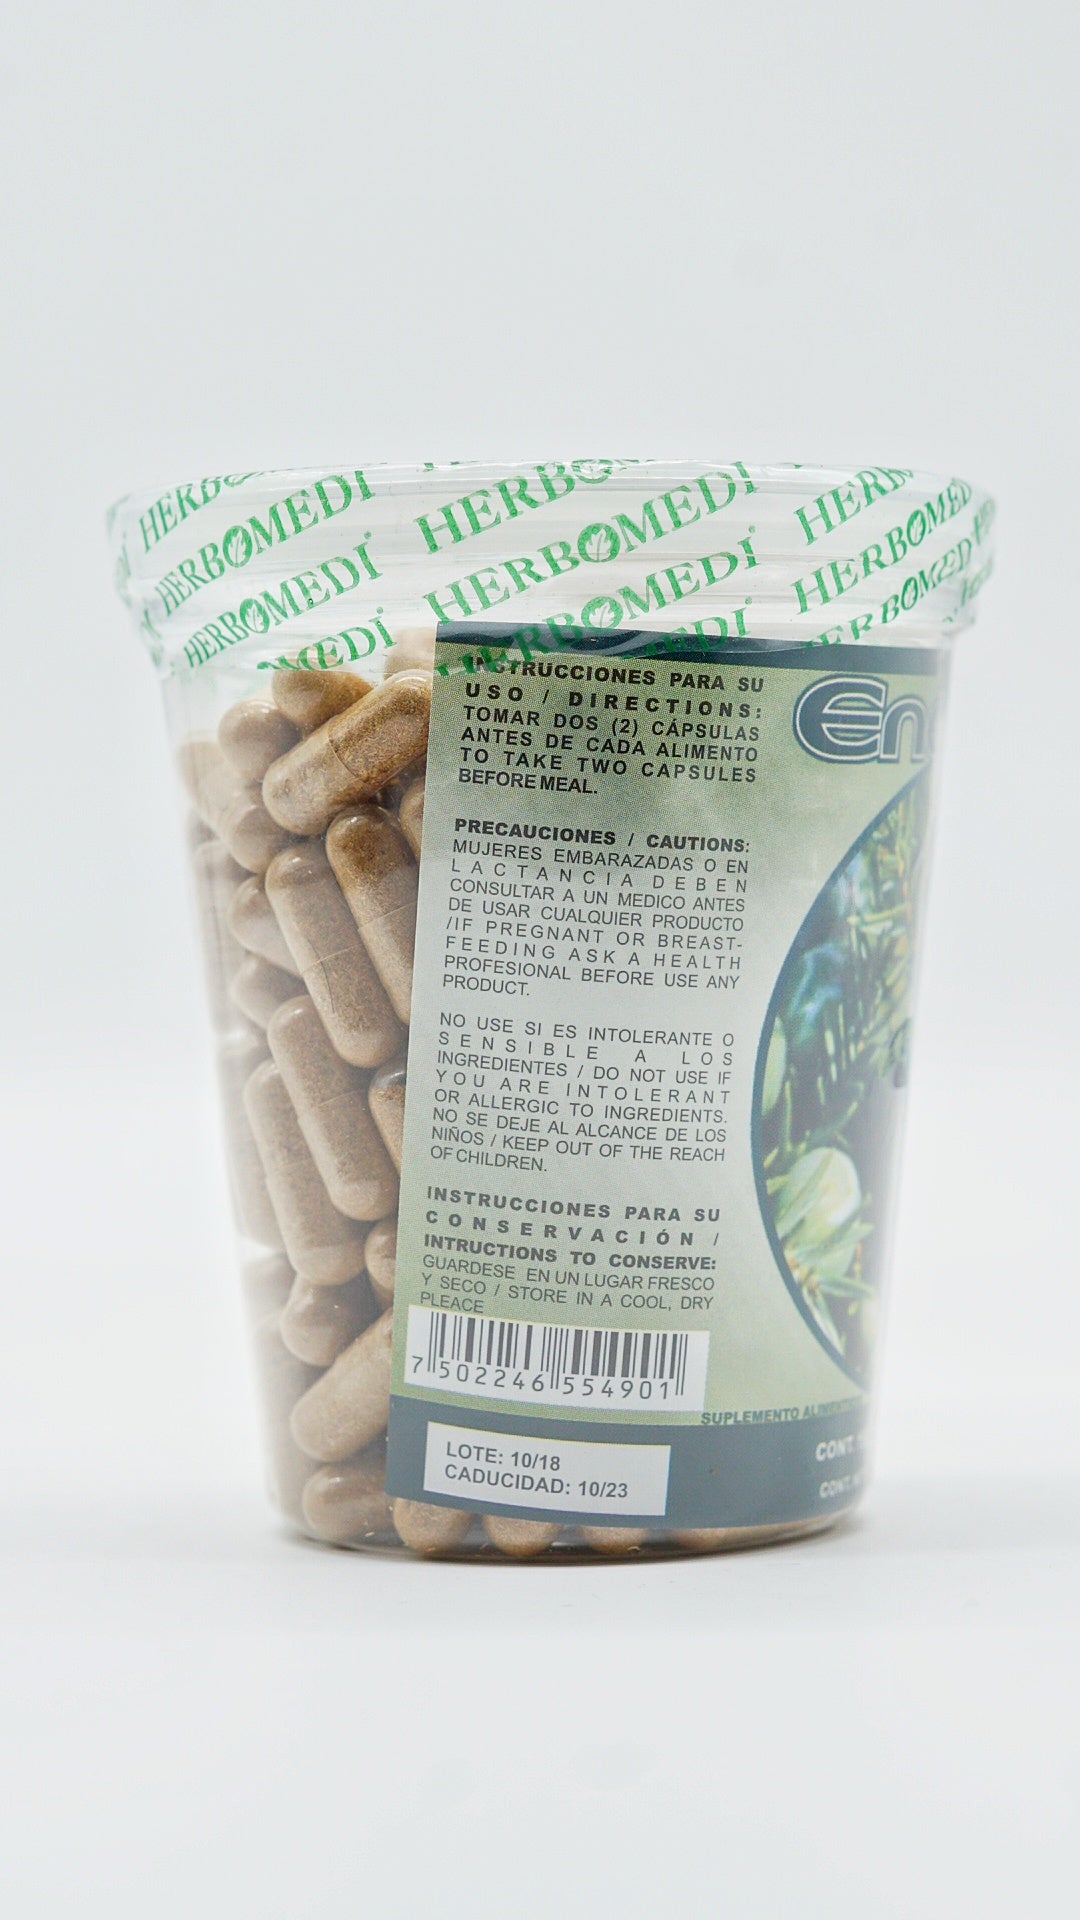 HERBOMEDI
HERBOMEDI
HERBOMEDI
HERBOMEDI
HERBOMEDI
HERBOMEDI
HERBOMEDI
INSTRUCCIONES PARA SU
USO / DIRECTIONS:
TOMAR DOS (2) CÁPSULAS
ANTES DE CADA ALIMENTO
TO TAKE TWO CAPSULES
BEFORE MEAL.
PRECAUCIONES / CAUTIONS:
MUJERES EMBARAZADAS O EN
LACTANCIA DEBEN
CONSULTAR A UN MEDICO ANTES
DE USAR CUALQUIER PRODUCTO
/IF PREGNANT OR BREAST-
FEEDING ASK A HEALTH
PROFESIONAL BEFORE USE ANY
PRODUCT.
NO USE SI ES INTOLERANTE O
SENSIBLE A LOS
INGREDIENTES / DO NOT USE IF
YOU ARE INTOLERANT
OR ALLERGIC TO INGREDIENTS.
NO SE DEJE AL ALCANCE DE LOS
NIÑOS / KEEP OUT OF THE REACH
OF CHILDREN.
INSTRUCCIONES PARA SU
CONSERVACIÓN /
INTRUCTIONS TO CONSERVE:
GUARDESE EN UN LUGAR FRESCO
Y SECO / STORE IN A COOL, DRY
PLEACE
7 502246 554901
LOTE: 10/18
CADUCIDAD: 10/23
En
SUPLEMENTO
CONT.
CONT.